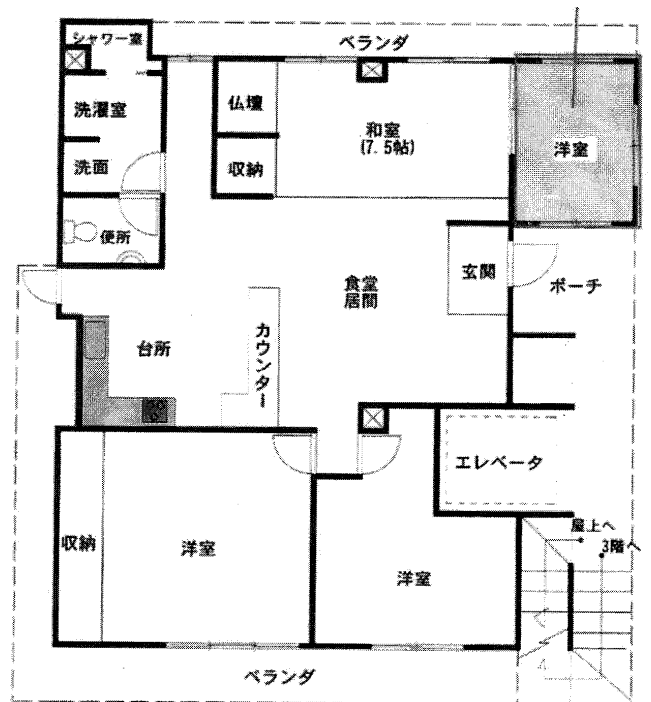 シャワー室
ベランダ
洗濯室
仏壇
和室
(7.5帖)
洋室
洗面
収納
便所
玄関
食堂
居間
ポーチ
台所
カウンター
エレベータ
屋上へ
3階へ
収納
洋室
洋室
ベランダ